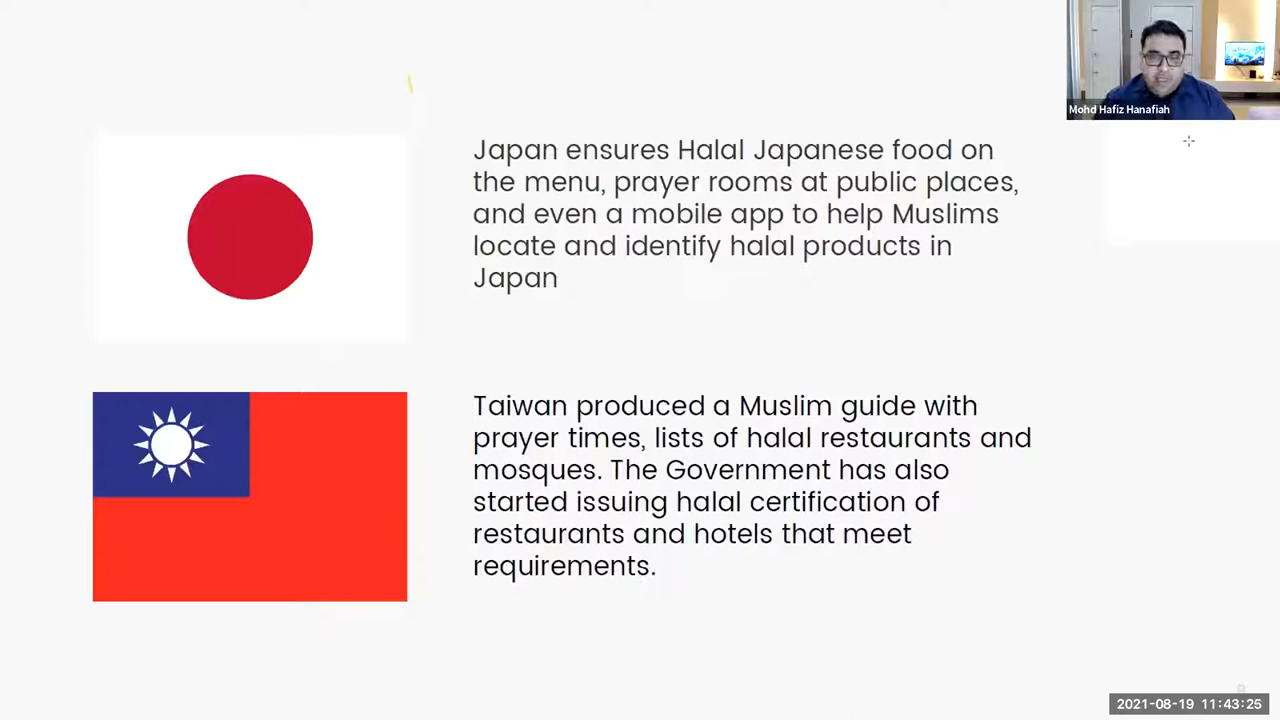 Mohd Hafiz Hanafiah
Japan ensures Halal Japanese food on
the menu, prayer rooms at public places,
and even a mobile app to help Muslims
locate and identify halal products in
Japan
Taiwan produced a Muslim guide with
prayer times, lists of halal restaurants and
mosques. The Government has also
started issuing halal certification of
restaurants and hotels that meet
requirements.
2021-08-19 11:43:25